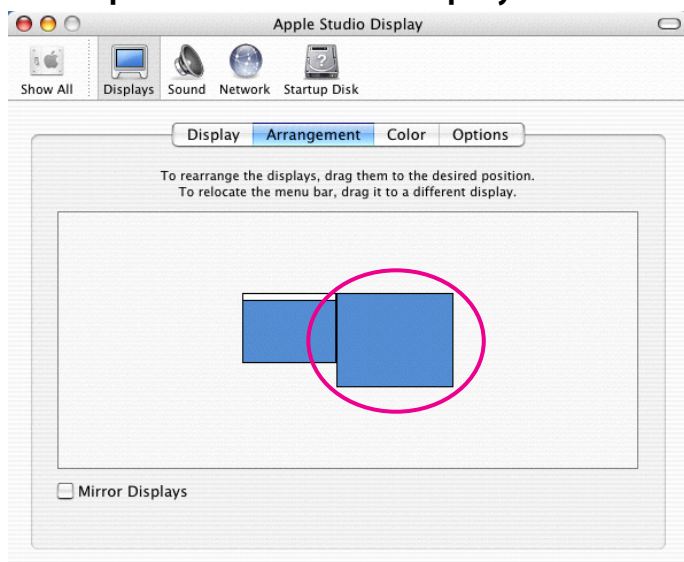 Apple Studio Display
Show All
Displays
Sound
Network
Startup Disk
Display
Arrangement
Color
Options
To rearrange the displays, drag them to the desired position.
To relocate the menu bar, drag it to a different display.
Mirror Displays